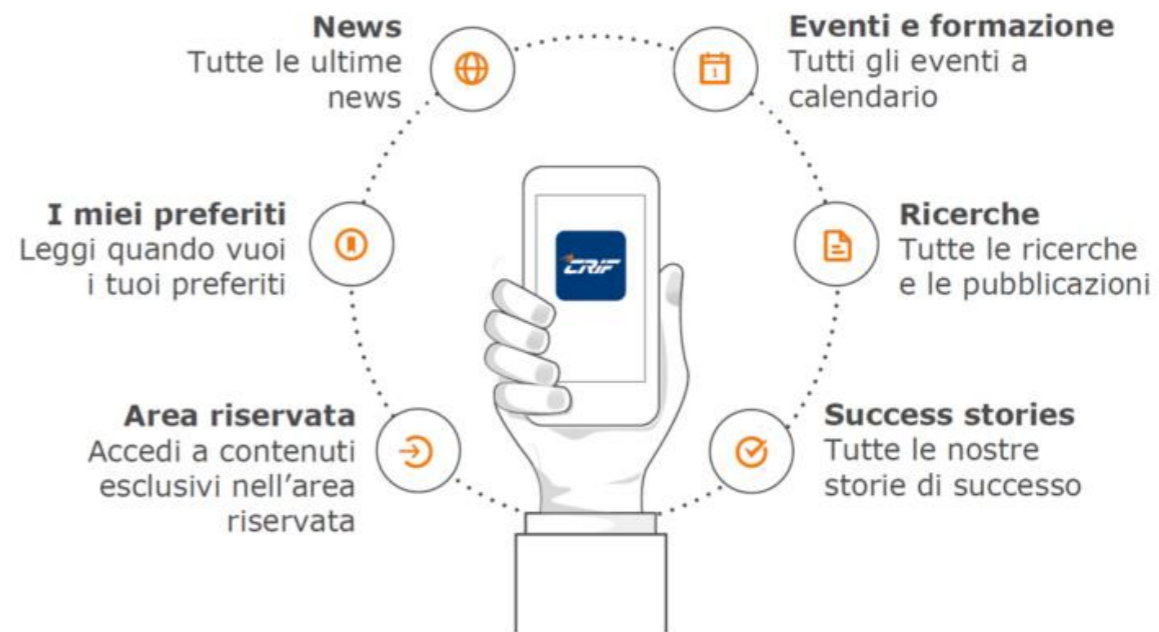 News
Tutte le ultime
news
Eventi e formazione
Tutti gli eventi a
calendario
1
I miei preferiti
Leggi quando vuoi
i tuoi preferiti
CRIF
Ricerche
Tutte le ricerche
e le pubblicazioni
Area riservata
Accedi a contenuti
esclusivi nell'area
riservata
Success stories
Tutte le nostre
storie di successo